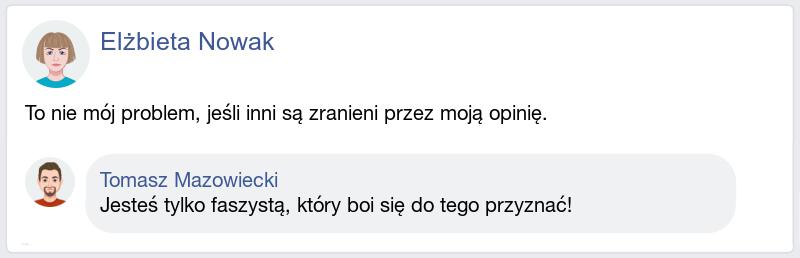 Elżbieta Nowak
To nie mój problem, jeśli inni są zranieni przez moją opinię.
Tomasz Mazowiecki
Jesteś tylko faszystą, który boi się do tego przyznać!